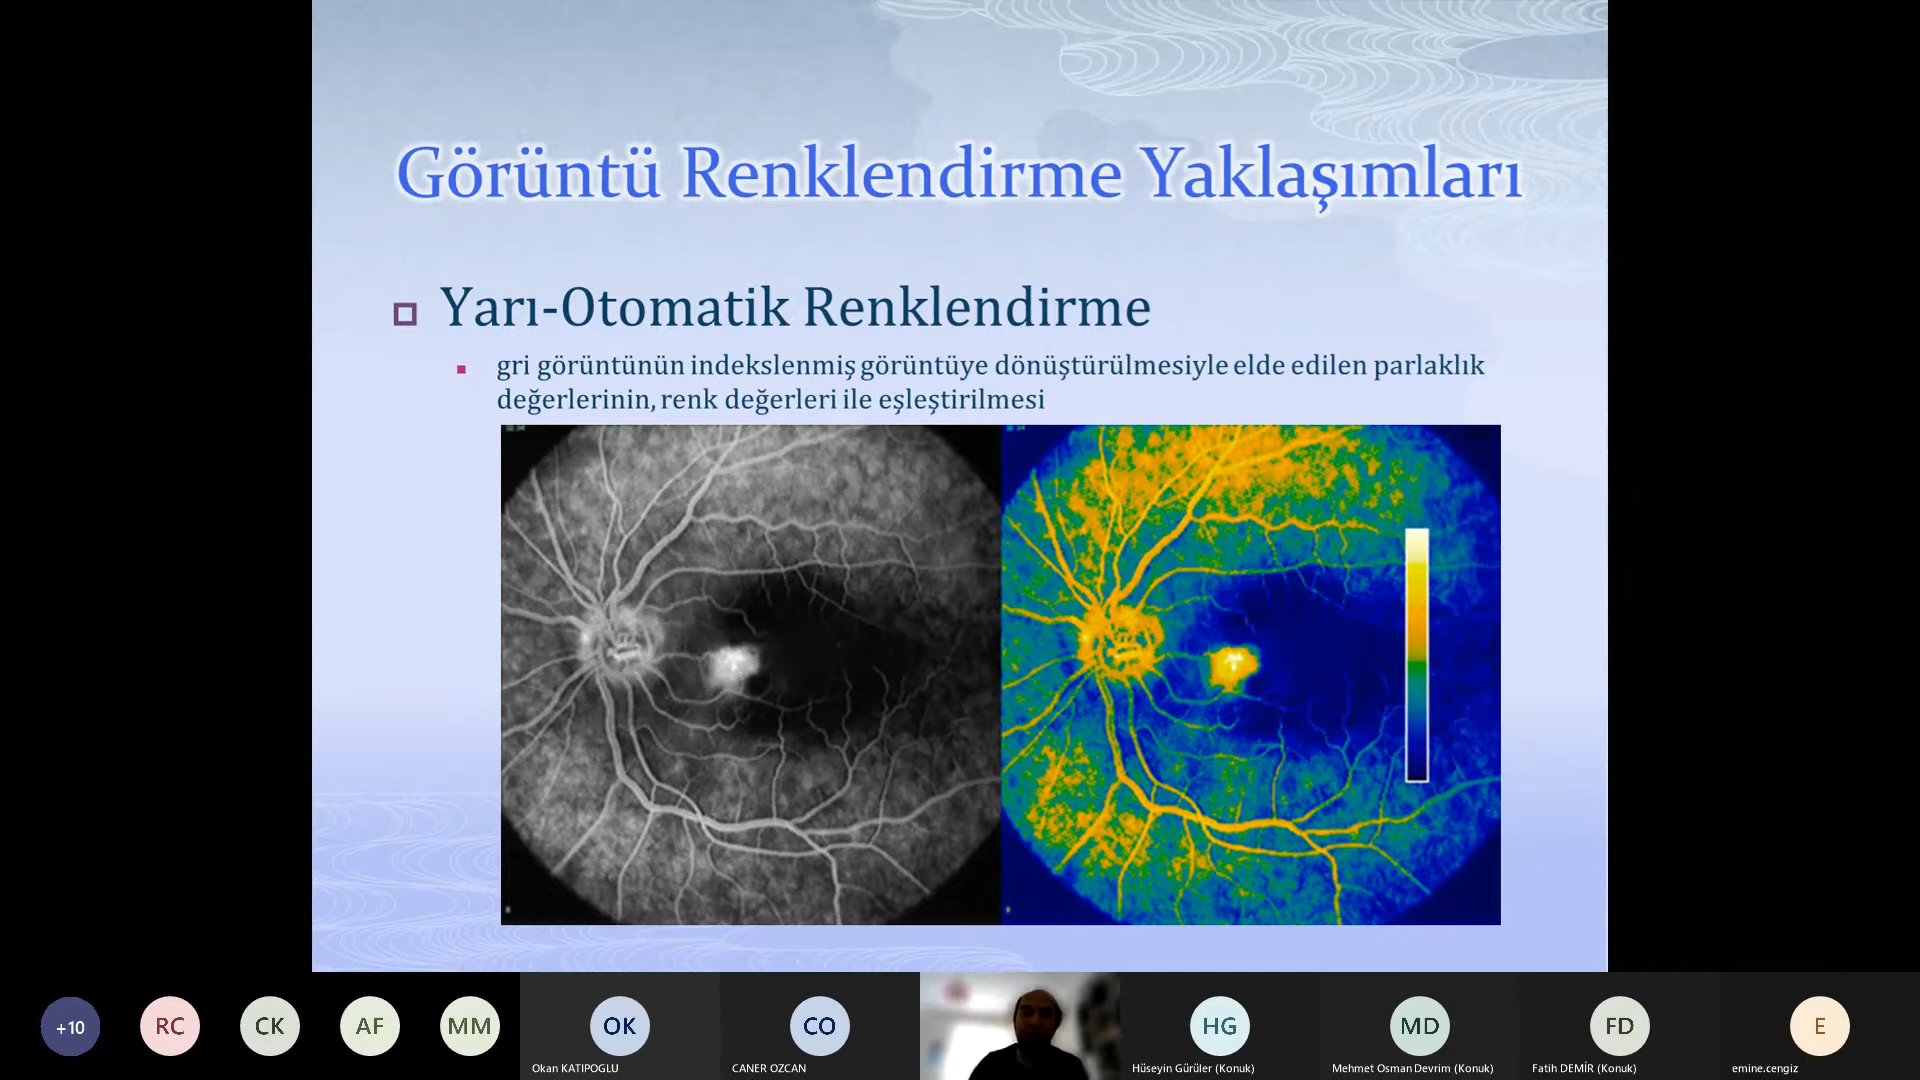 Görüntü Renklendirme Yaklaşımları
Yarı-Otomatik Renklendirme
gri görüntünün indekslenmiş görüntüye dönüştürülmesiyle elde edilen parlaklık
değerlerinin, renk değerleri ile eşleştirilmesi
+10
RC
CK
AF
MM
OK
CO
HG
MD
FD
E
Okan KATIPOGLU
CANER OZCAN
Hüseyin Gürüler (Konuk)
Mehmet Osman Devrim (Konuk)
Fatih DEMİR (Konuk)
emine.cengiz